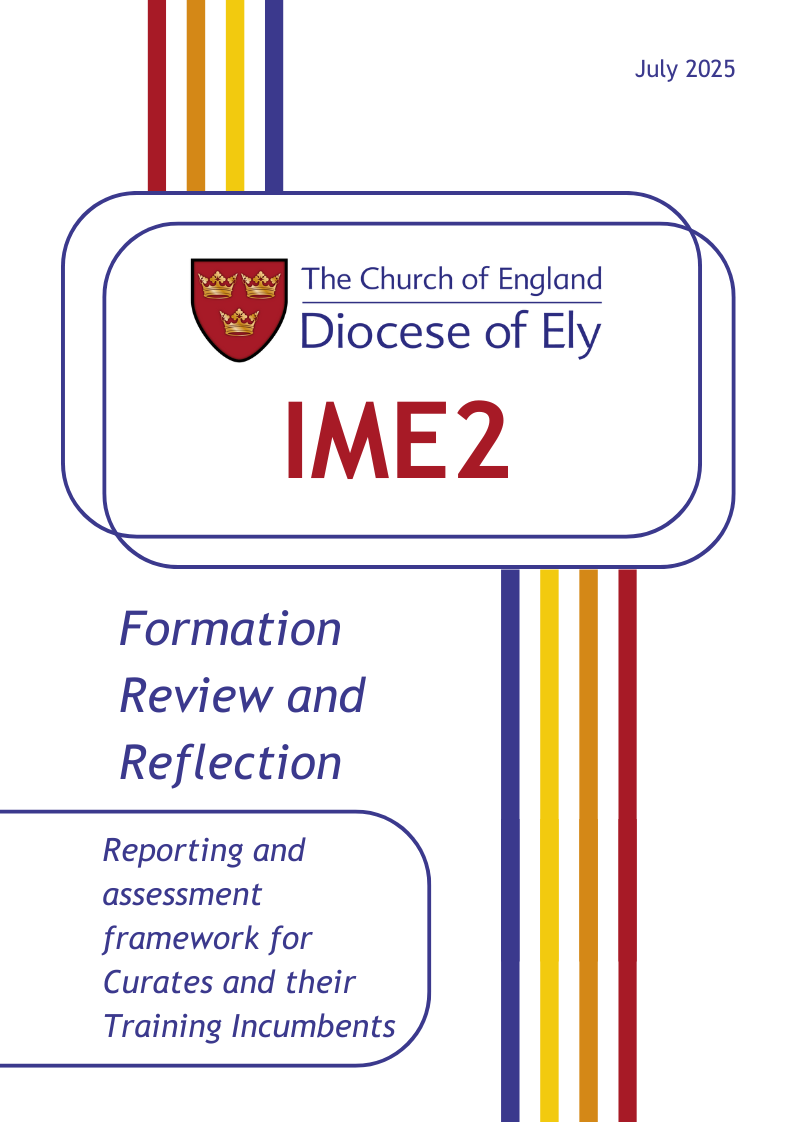 July 2025
The Church of England
Diocese of Ely
IME2
Formation
Review and
Reflection
Reporting and
assessment
framework for
Curates and their
Training Incumbents